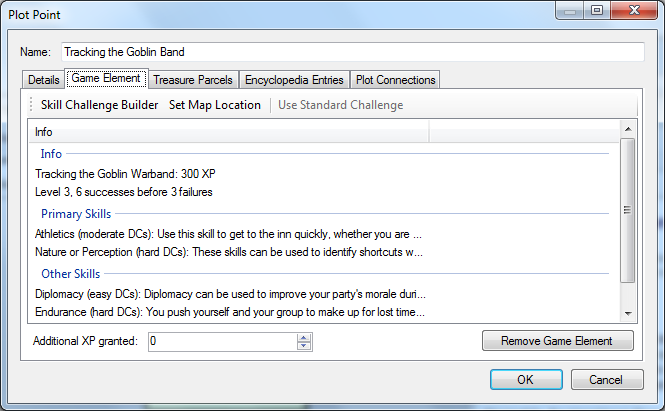 Plot Point
Name: Tracking the Goblin Band
Details Game Element Treasure Parcels Encyclopedia Entries Plot Connections
Skill Challenge Builder Set Map Location Use Standard Challenge
Info
Info
Tracking the Goblin Warband: 300 XP
Level 3, 6 successes before 3 failures
Primary Skills
Athletics (moderate DCs): Use this skill to get to the inn quickly, whether you are ...
Nature or Perception (hard DCs): These skills can be used to identify shortcuts w...
Other Skills
Diplomacy (easy DCs): Diplomacy can be used to improve your party's morale duri...
Endurance (hard DCs): You push yourself and your group to make up for lost time...
Additional XP granted: 0
Remove Game Element
OK Cancel